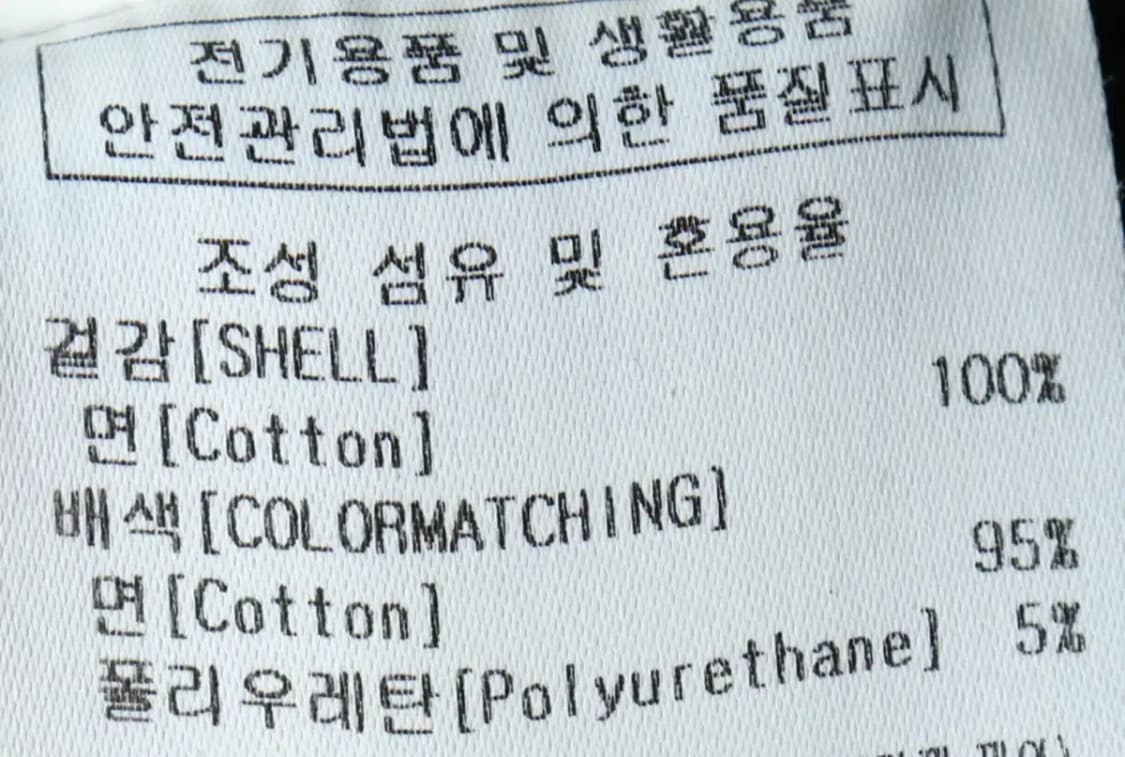 전기용품 및 생활용품
안전관리법에 의한 품질표시
조성 섬유 및 혼용율
겉감[SHELL]
면[Cotton] 100%
배색[COLORMATCHING]
면[Cotton] 95%
폴리우레탄[Polyurethane] 5%